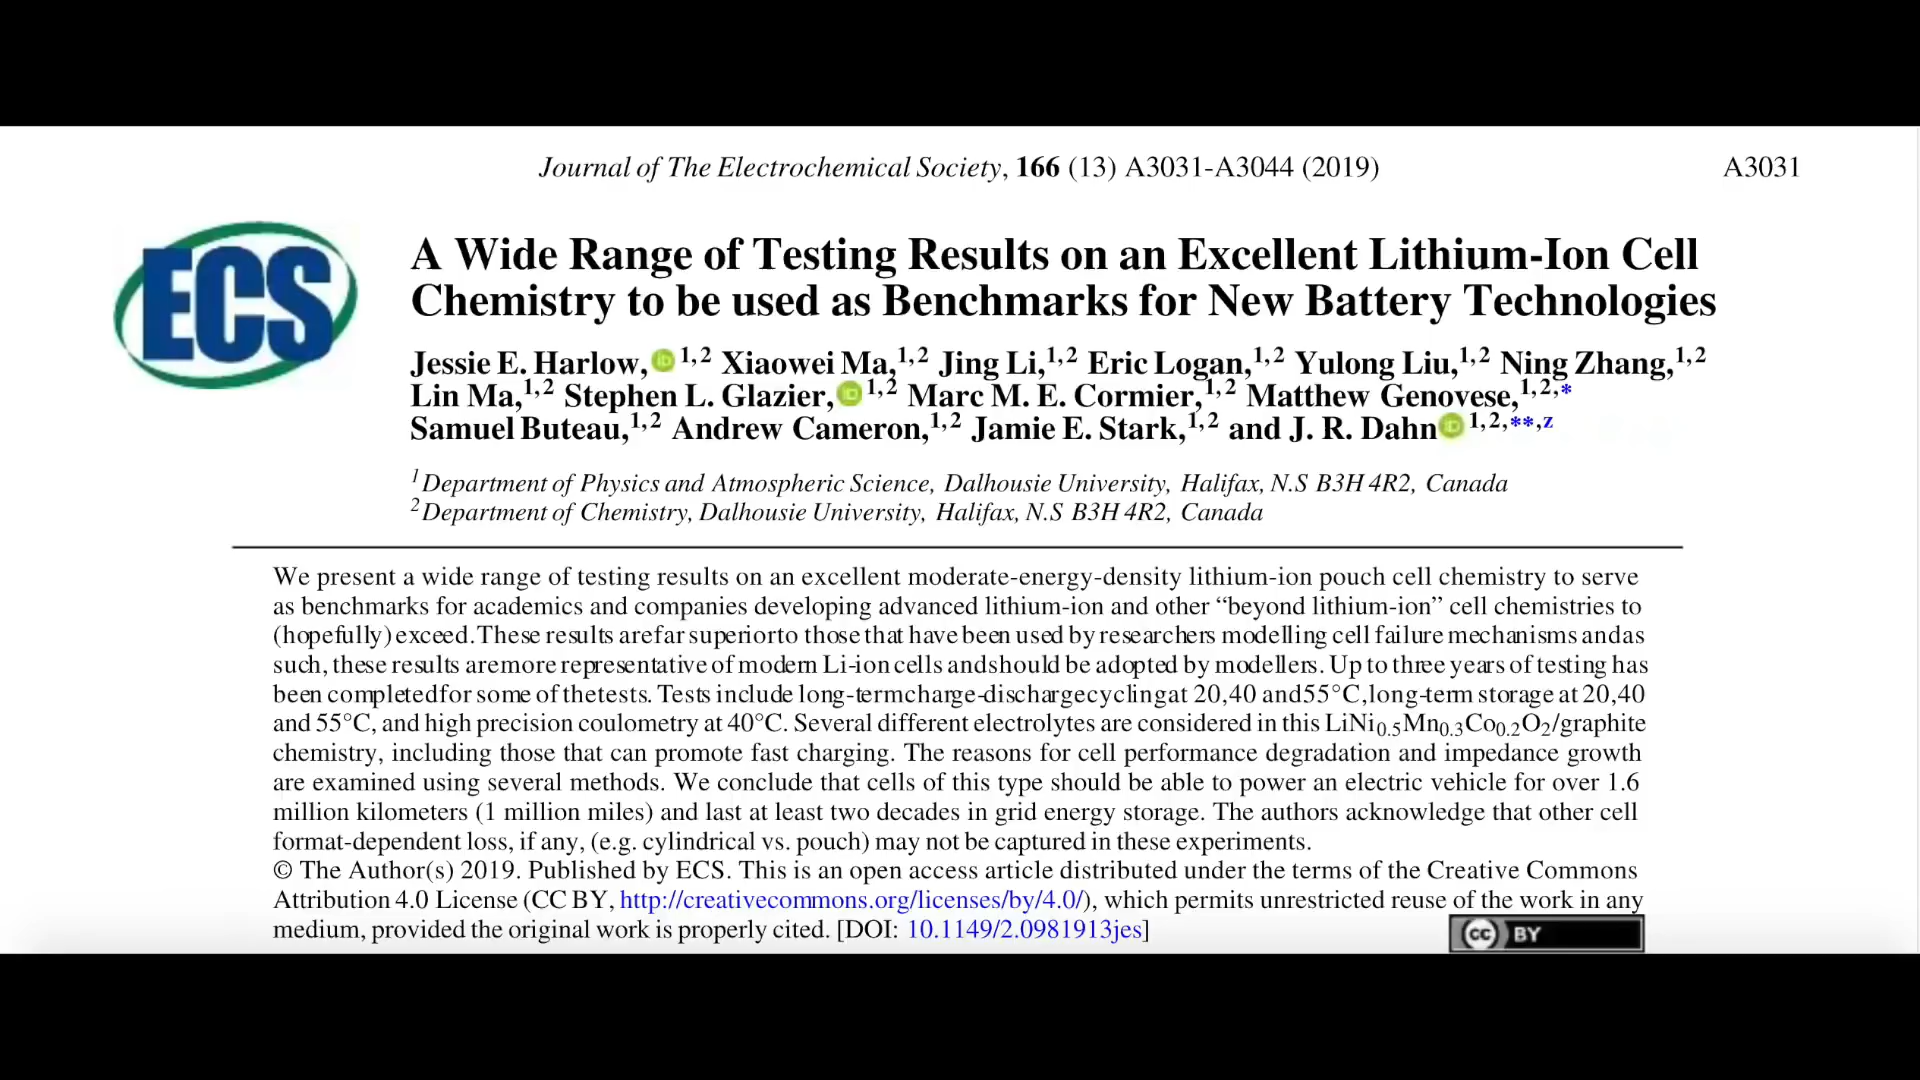 Journal of The Electrochemical Society, 166 (13) A3031-A3044 (2019) A3031
ECS
A Wide Range of Testing Results on an Excellent Lithium-Ion Cell
Chemistry to be used as Benchmarks for New Battery Technologies
Jessie E. Harlow, iD 1,2 Xiaowei Ma,1,2 Jing Li,1,2 Eric Logan,1,2 Yulong Liu,1,2 Ning Zhang,1,2
Lin Ma,1,2 Stephen L. Glazier, iD 1,2 Marc M. E. Cormier,1,2 Matthew Genovese,1,2,*
Samuel Buteau,1,2 Andrew Cameron,1,2 Jamie E. Stark,1,2 and J. R. Dahn iD 1,2,**,z
1Department of Physics and Atmospheric Science, Dalhousie University, Halifax, N.S B3H 4R2, Canada
2Department of Chemistry, Dalhousie University, Halifax, N.S B3H 4R2, Canada
We present a wide range of testing results on an excellent moderate-energy-density lithium-ion pouch cell chemistry to serve
as benchmarks for academics and companies developing advanced lithium-ion and other “beyond lithium-ion” cell chemistries to
(hopefully) exceed. These results are far superior to those that have been used by researchers modelling cell failure mechanisms and as
such, these results are more representative of modern Li-ion cells and should be adopted by modellers. Up to three years of testing has
been completed for some of the tests. Tests include long-term charge-discharge cycling at 20, 40 and 55°C, long-term storage at 20, 40
and 55°C, and high precision coulometry at 40°C. Several different electrolytes are considered in this LiNi0.5Mn0.3Co0.2O2/graphite
chemistry, including those that can promote fast charging. The reasons for cell performance degradation and impedance growth
are examined using several methods. We conclude that cells of this type should be able to power an electric vehicle for over 1.6
million kilometers (1 million miles) and last at least two decades in grid energy storage. The authors acknowledge that other cell
format-dependent loss, if any, (e.g. cylindrical vs. pouch) may not be captured in these experiments.
© The Author(s) 2019. Published by ECS. This is an open access article distributed under the terms of the Creative Commons
Attribution 4.0 License (CC BY, http://creativecommons.org/licenses/by/4.0/), which permits unrestricted reuse of the work in any
medium, provided the original work is properly cited. [DOI: 10.1149/2.0981913jes]
cc BY